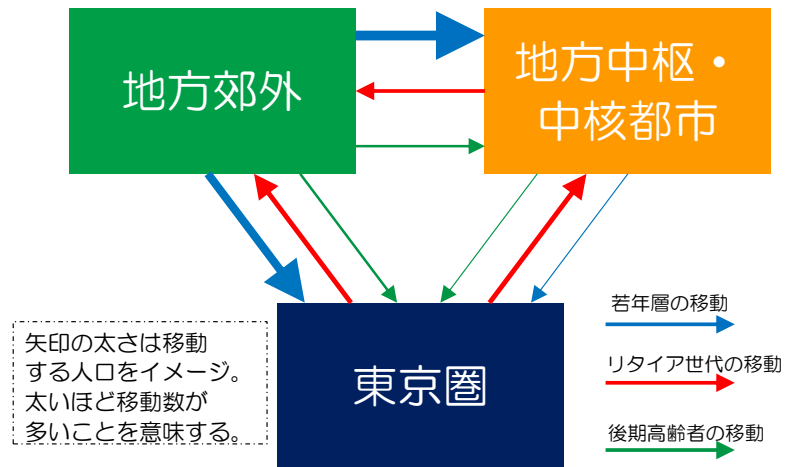 地方郊外
地方中枢・
中核都市
東京圏
矢印の太さは移動
する人口をイメージ。
太いほど移動数が
多いことを意味する。
若年層の移動
リタイア世代の移動
後期高齢者の移動